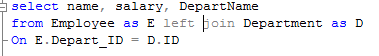 select name, salary, DepartName
from Employee as E left join Department as D
On E.Depart_ID = D.ID